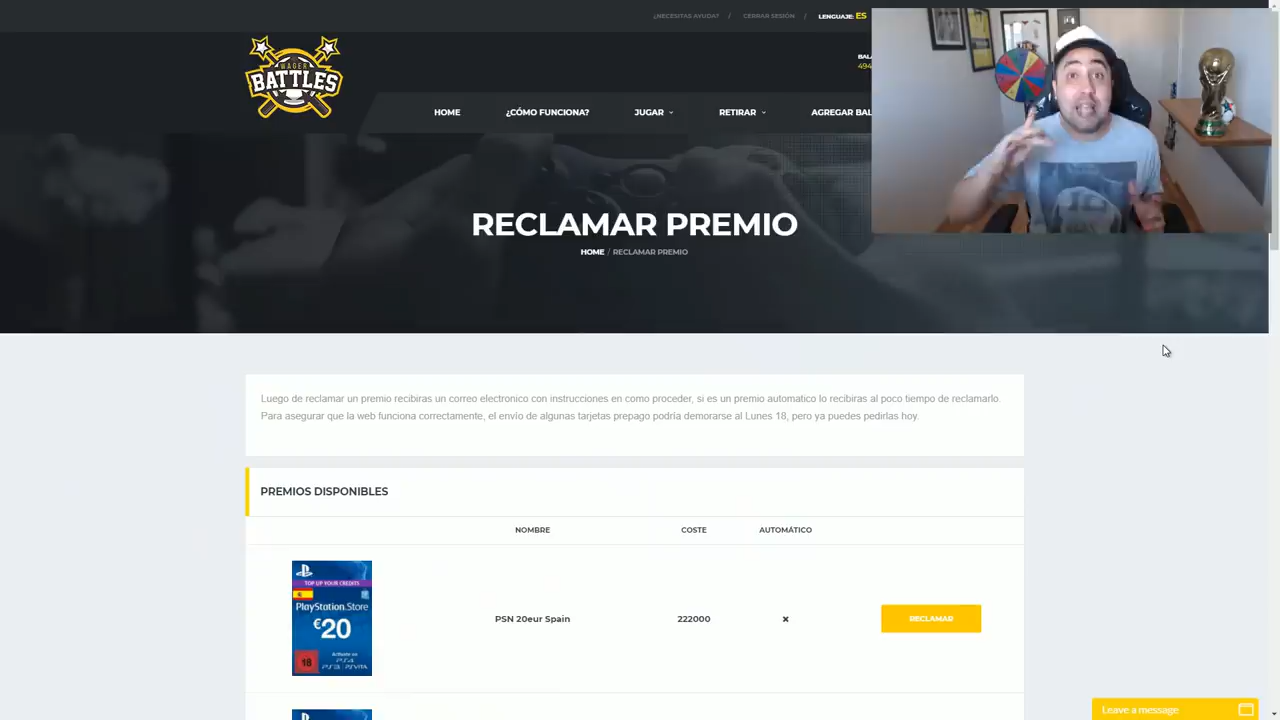 ¿NECESITAS AYUDA? / CERRAR SESIÓN / LENGUAJE: ES
WAGER
BATTLES
HOME ¿CÓMO FUNCIONA? JUGAR RETIRAR AGREGAR BAL
RECLAMAR PREMIO
HOME / RECLAMAR PREMIO
Luego de reclamar un premio recibiras un correo electronico con instrucciones en como proceder, si es un premio automatico lo recibiras al poco tiempo de reclamarlo.
Para asegurar que la web funciona correctamente, el envío de algunas tarjetas prepago podría demorarse al Lunes 18, pero ya puedes pedirlas hoy.
PREMIOS DISPONIBLES
NOMBRE COSTE AUTOMÁTICO
TOP UP YOUR CREDITS
PlayStation.Store
€20
18
PSN 20eur Spain 222000 RECLAMAR
Leave a message